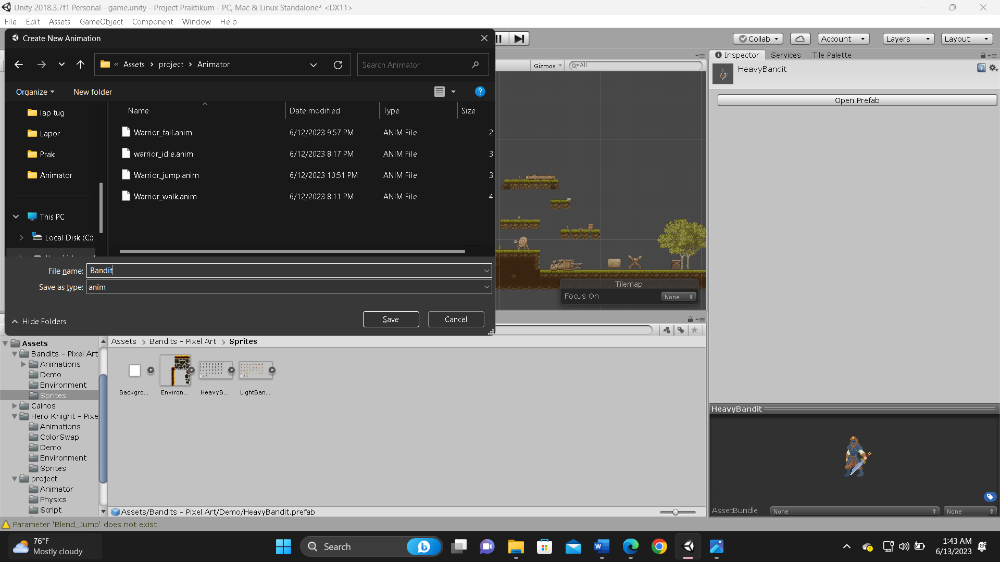 Unity 2018.3.7f1 Personal - game.unity - Project Praktikum - PC, Mac & Linux Standalone* <DX11>
File Edit Assets GameObject Component Window Help
Create New Animation
« Assets › project › Animator
Search Animator
Organize New folder
Name Date modified Type Size
lap tug
Lapor
Prak
Animator
This PC
Local Disk (C:)
Warrior_fall.anim 6/12/2023 9:57 PM ANIM File 2
warrior_idle.anim 6/12/2023 8:17 PM ANIM File 3
Warrior_jump.anim 6/12/2023 10:51 PM ANIM File 3
Warrior_walk.anim 6/12/2023 8:11 PM ANIM File 4
File name: Bandit
Save as type: anim
Hide Folders
Save Cancel
Collab Account Layers Layout
Gizmos All
Inspector Services Tile Palette
HeavyBandit
Open Prefab
Tilemap
Focus On None
Assets
Bandits - Pixel Art
Animations
Demo
Environment
Sprites
Cainos
Hero Knight - Pixe
Animations
ColorSwap
Demo
Environment
Sprites
project
Animator
Physics
Script
Assets › Bandits - Pixel Art › Sprites
Backgro... Environ... HeavyB... LightBan...
Assets/Bandits - Pixel Art/Demo/HeavyBandit.prefab
HeavyBandit
AssetBundle None None
Parameter 'Blend_Jump' does not exist.
76°F
Mostly cloudy
Search
1:43 AM
6/13/2023